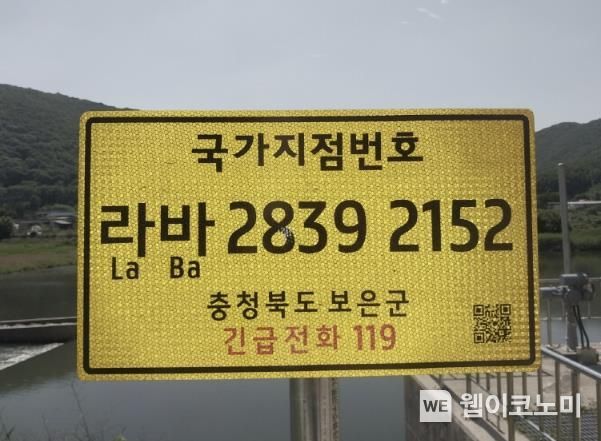 국가지점번호
라바 2839 2152
La Ba
충청북도 보은군
긴급전화 119
WE 웹이코노미